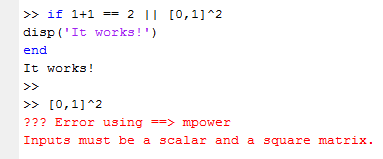 >> if 1+1 == 2 || [0,1]^2
disp('It works!')
end
It works!
>>
>> [0,1]^2
??? Error using ==> mpower
Inputs must be a scalar and a square matrix.